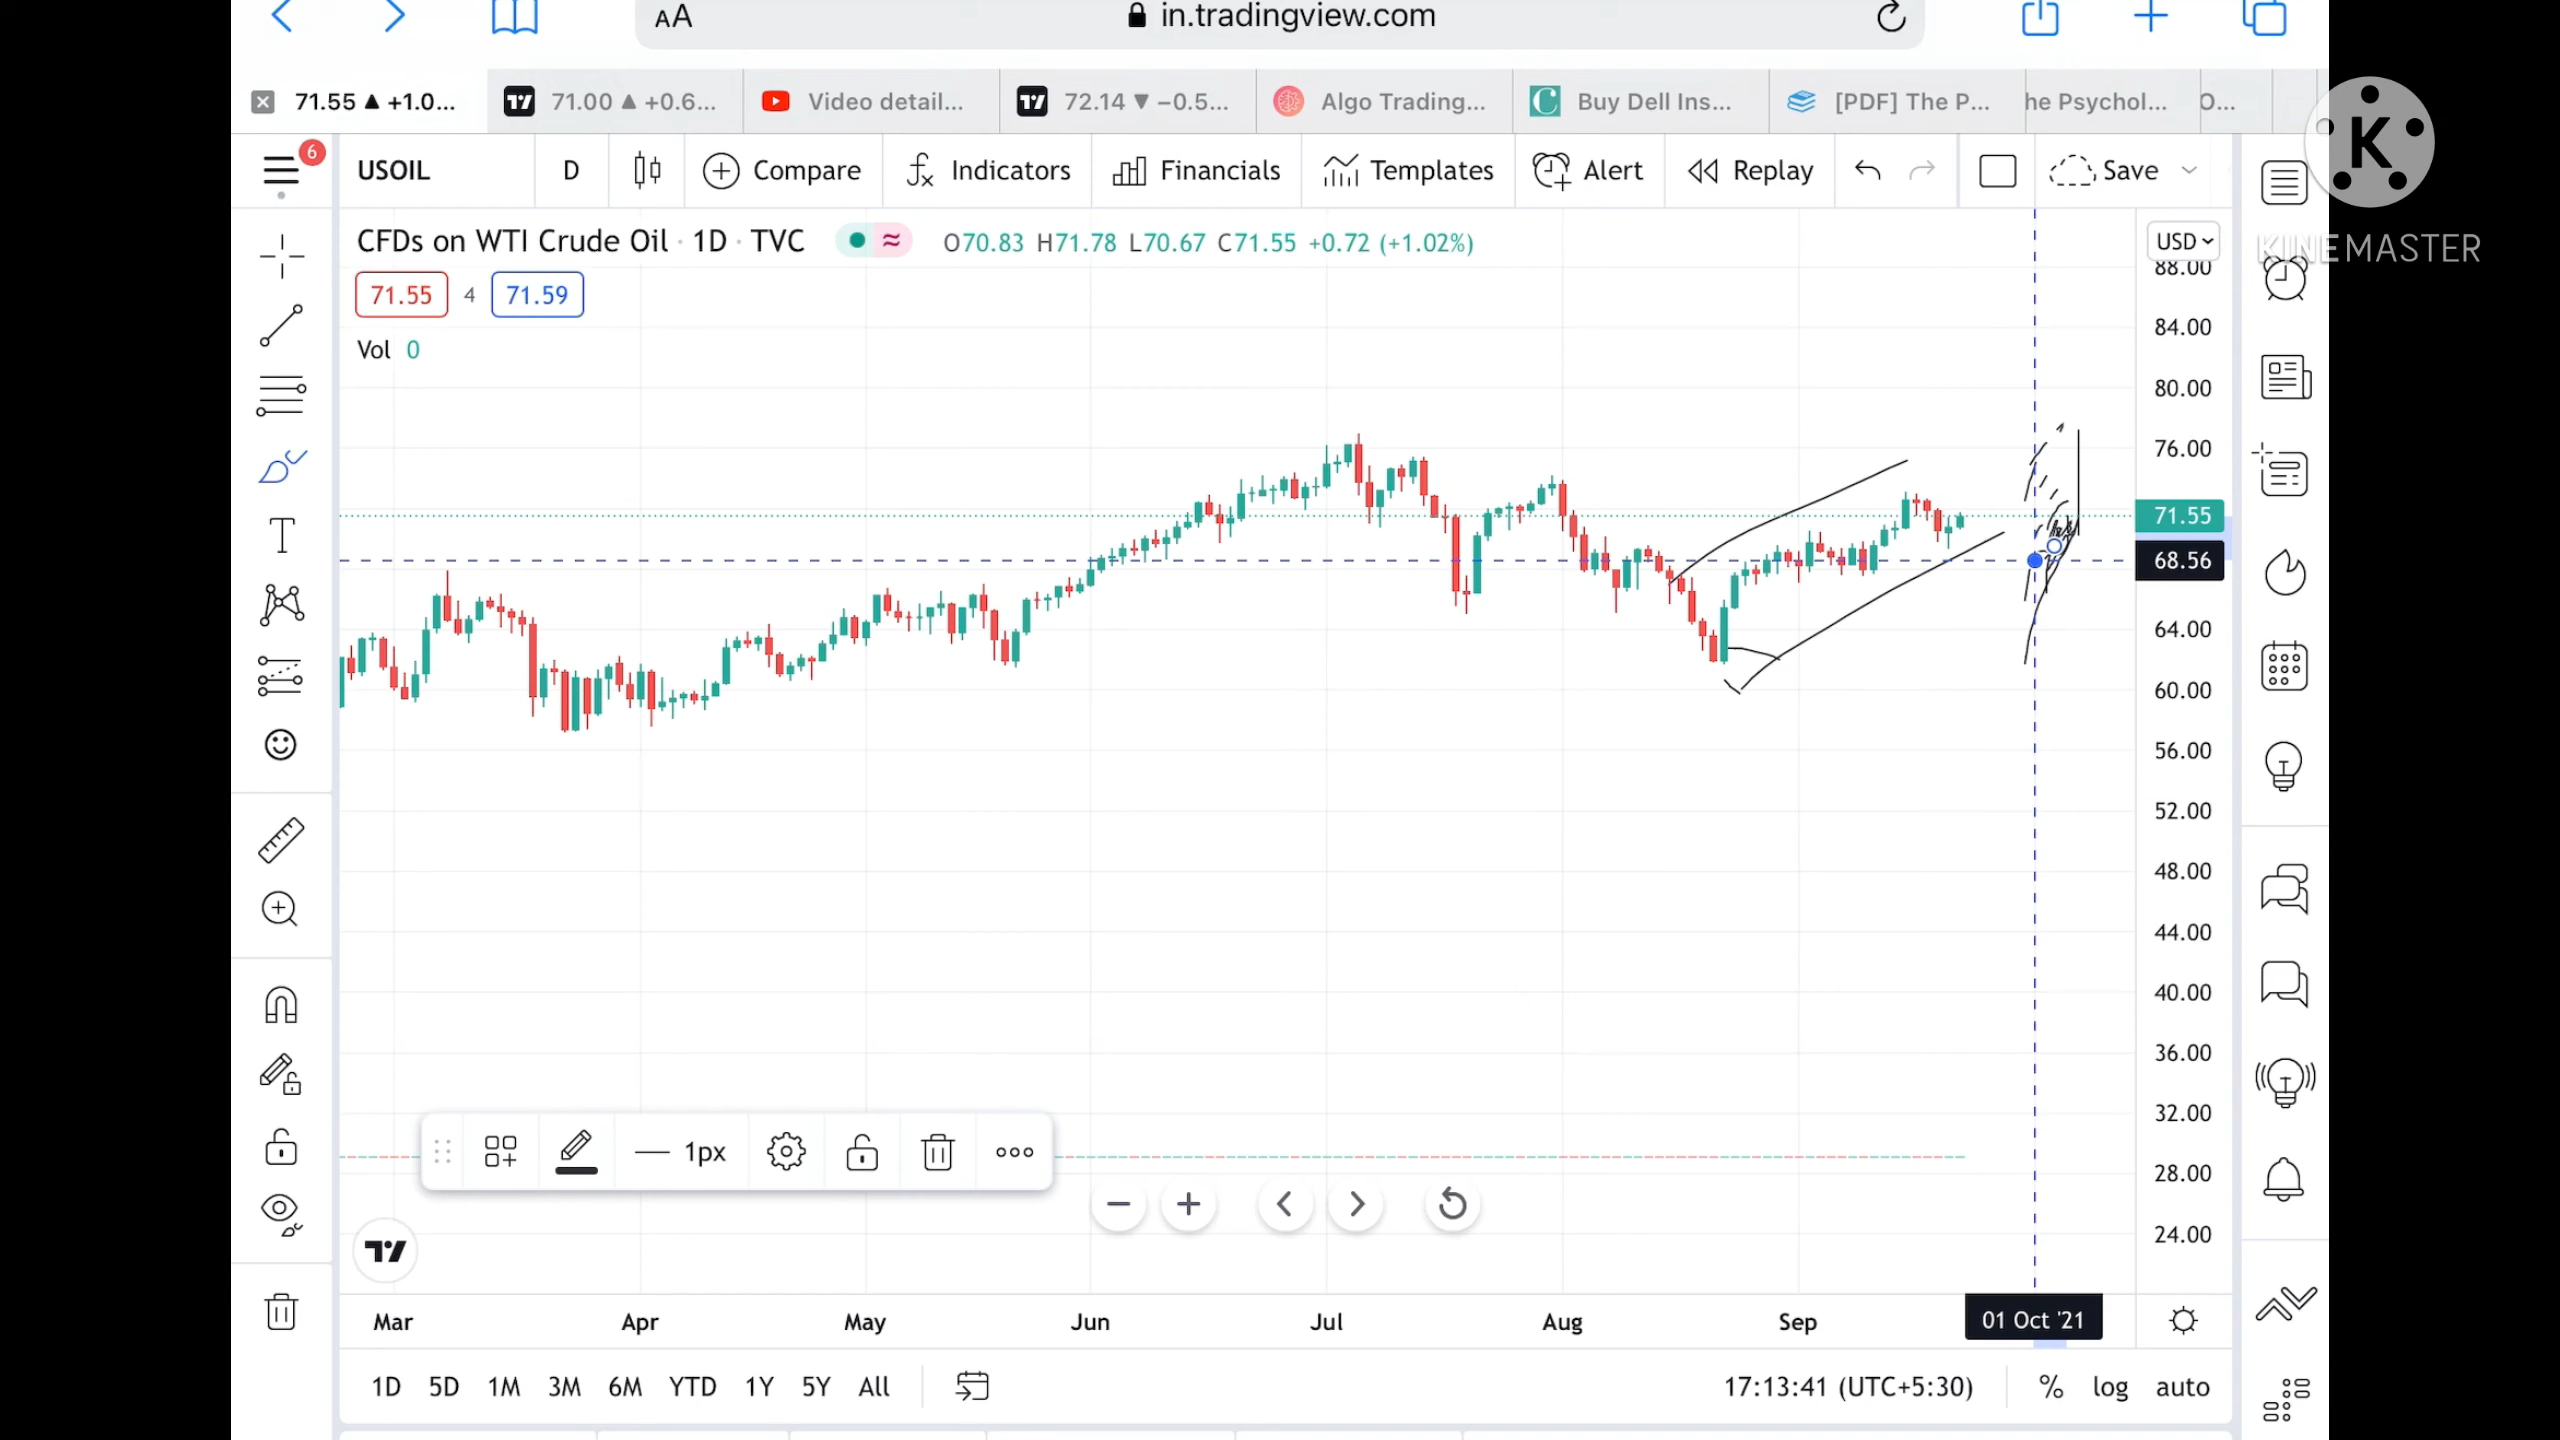 AA in.tradingview.com
71.55 ▲ +1.0... 71.00 ▲ +0.6... Video detail... 72.14 ▼ −0.5... Algo Trading... Buy Dell Ins... [PDF] The P... he Psychol... O...
K
KINEMASTER
6
USOIL D Compare Indicators Financials Templates Alert Replay Save
CFDs on WTI Crude Oil · 1D · TVC O70.83 H71.78 L70.67 C71.55 +0.72 (+1.02%)
USD
71.55 4 71.59
Vol 0
88.00
84.00
80.00
76.00
71.55
68.56
64.00
60.00
56.00
52.00
48.00
44.00
40.00
36.00
32.00
28.00
24.00
1px
Mar Apr May Jun Jul Aug Sep 01 Oct '21
1D 5D 1M 3M 6M YTD 1Y 5Y All 17:13:41 (UTC+5:30) % log auto